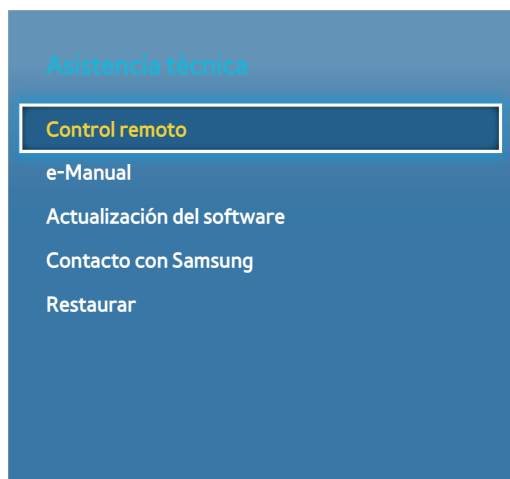 Asistencia técnica
Control remoto
e-Manual
Actualización del software
Contacto con Samsung
Restaurar